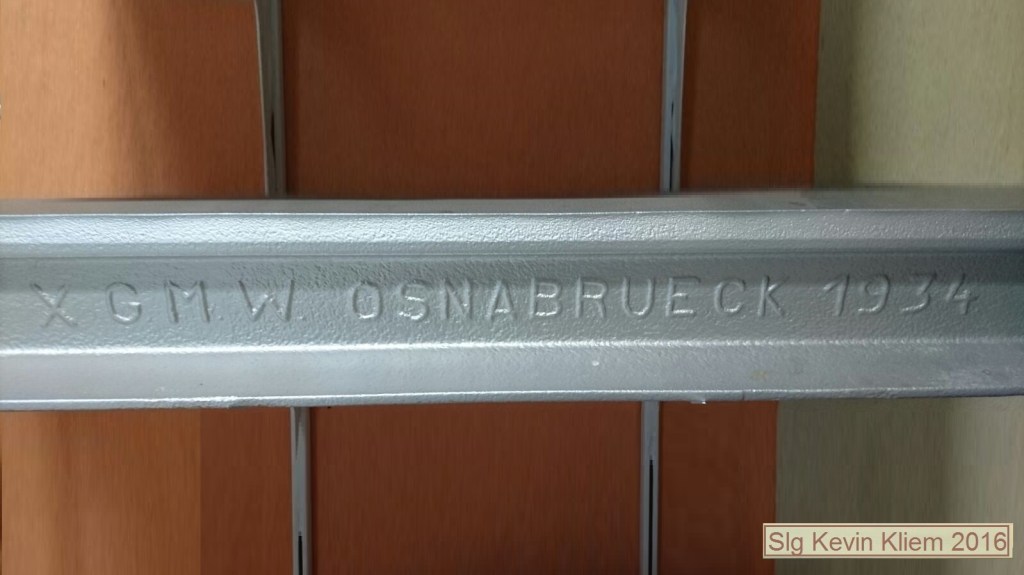 X G.M.W. OSNABRUECK 1934
Slg Kevin Kliem 2016